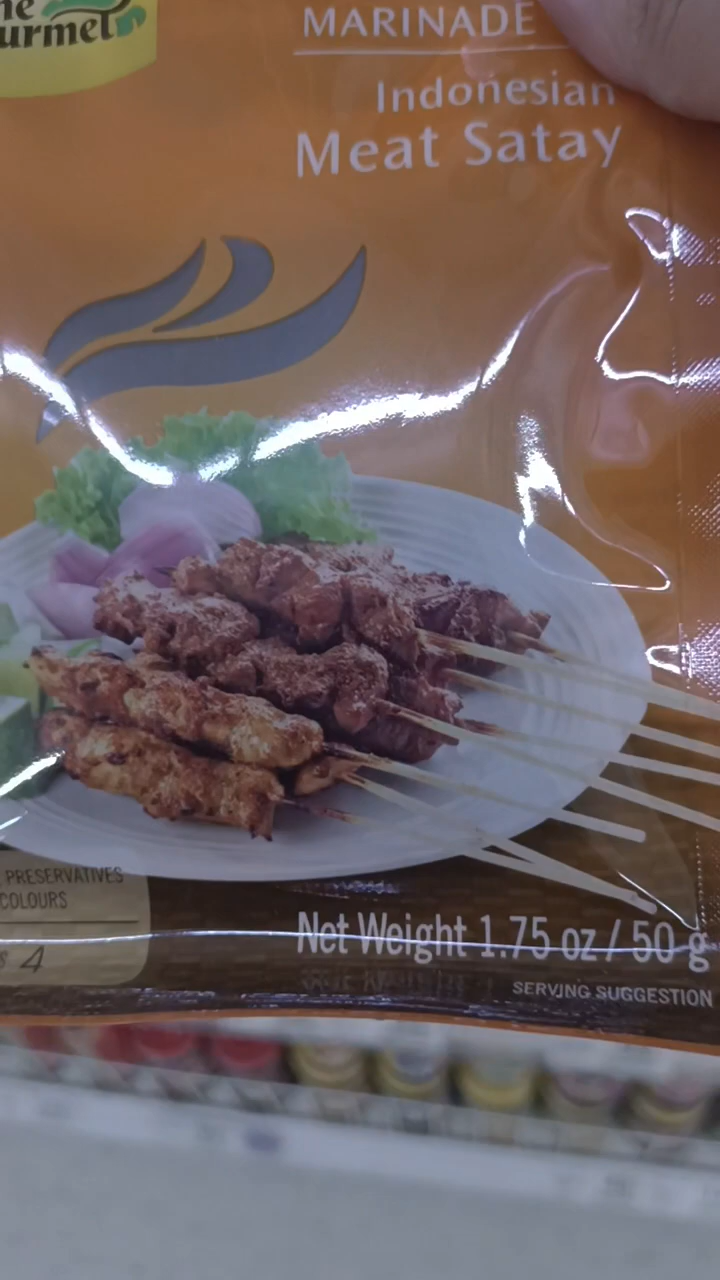 MARINADE
Indonesian
Meat Satay
PRESERVATIVES
COLOURS
4
Net Weight 1.75 oz / 50 g
SERVING SUGGESTION